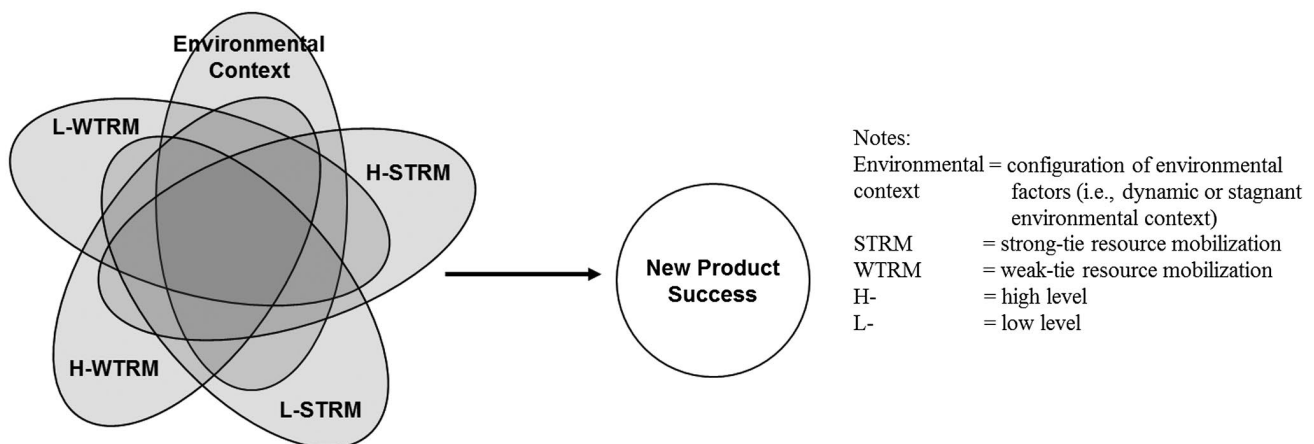 Environmental
Context
L-WTRM
H-STRM
H-WTRM
L-STRM
New Product
Success
Notes:
Environmental = configuration of environmental
context factors (i.e., dynamic or stagnant
environmental context)
STRM = strong-tie resource mobilization
WTRM = weak-tie resource mobilization
H- = high level
L- = low level